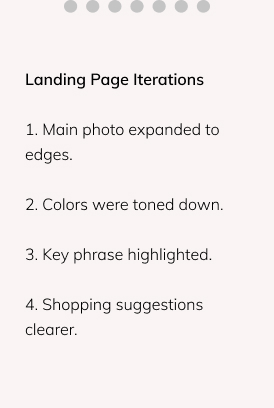 Landing Page Iterations
1. Main photo expanded to
edges.
2. Colors were toned down.
3. Key phrase highlighted.
4. Shopping suggestions
clearer.